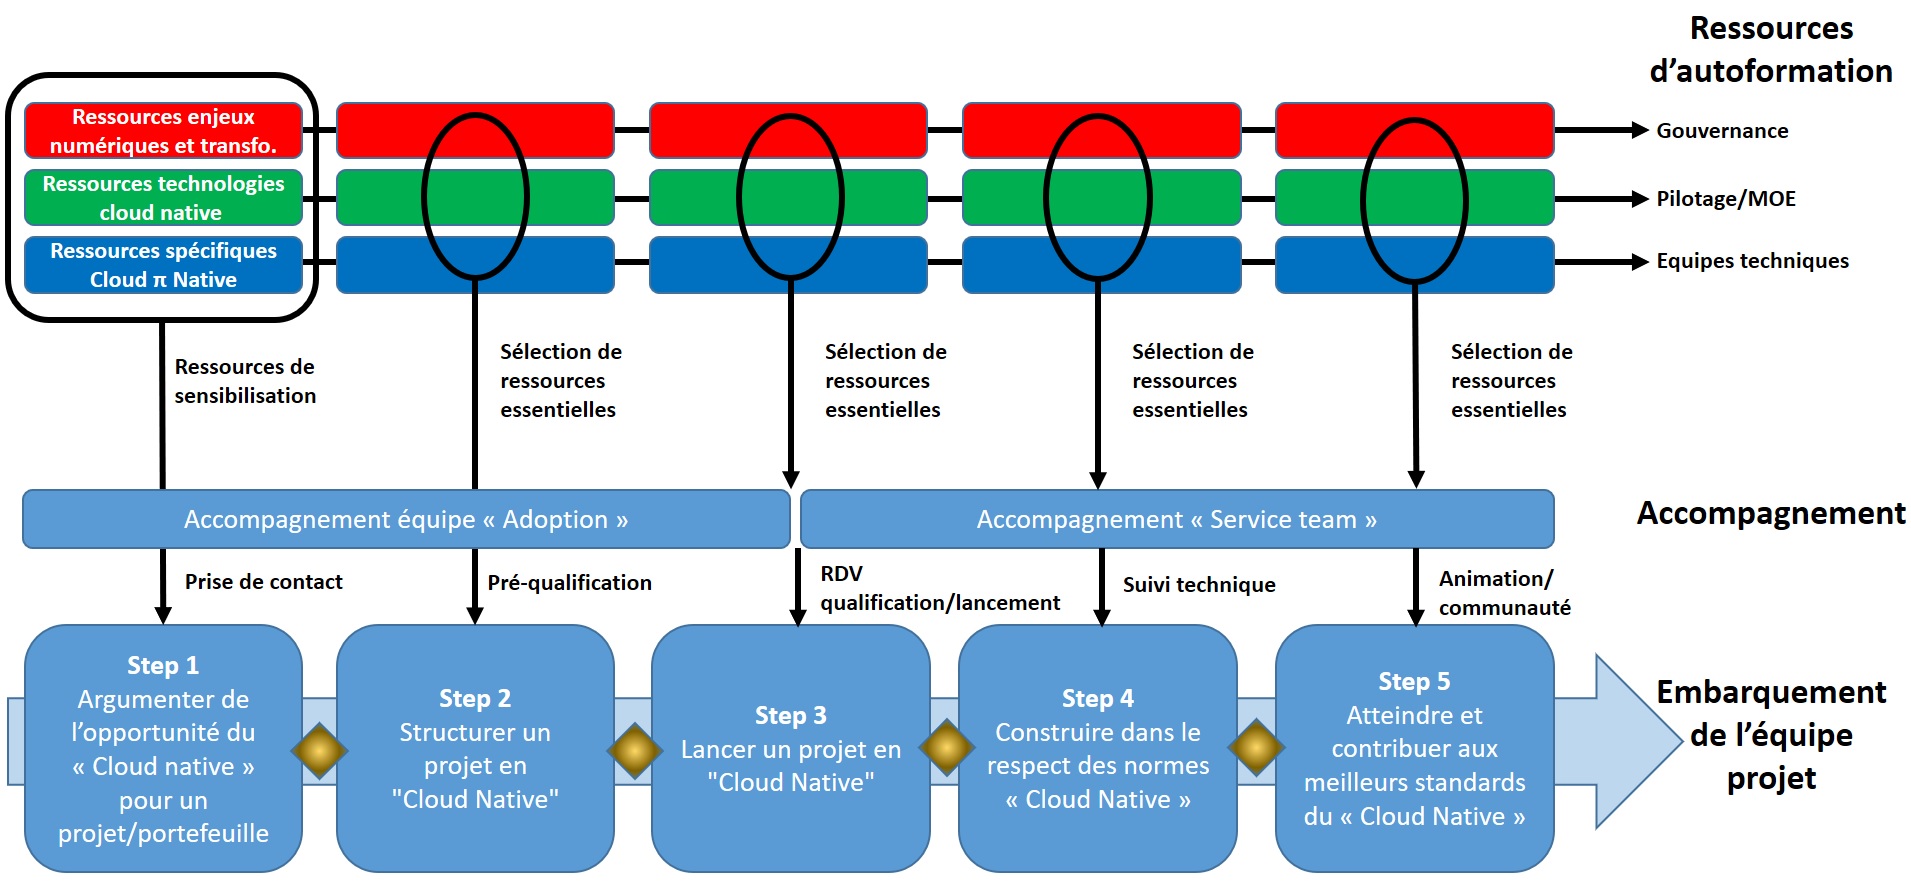 Ressources
d’autoformation
Ressources enjeux
numériques et transfo.
Gouvernance
Ressources technologies
cloud native
Pilotage/MOE
Ressources spécifiques
Cloud π Native
Equipes techniques
Ressources de
sensibilisation
Sélection de
ressources
essentielles
Sélection de
ressources
essentielles
Sélection de
ressources
essentielles
Sélection de
ressources
essentielles
Accompagnement équipe « Adoption »
Accompagnement « Service team »
Accompagnement
Prise de contact
Pré-qualification
RDV
qualification/lancement
Suivi technique
Animation/
communauté
Step 1
Argumenter de
l’opportunité du
« Cloud native »
pour un
projet/portefeuille
Step 2
Structurer un
projet en
"Cloud Native"
Step 3
Lancer un projet en
"Cloud Native"
Step 4
Construire dans le
respect des normes
« Cloud Native »
Step 5
Atteindre et
contribuer aux
meilleurs standards
du « Cloud Native »
Embarquement
de l’équipe
projet